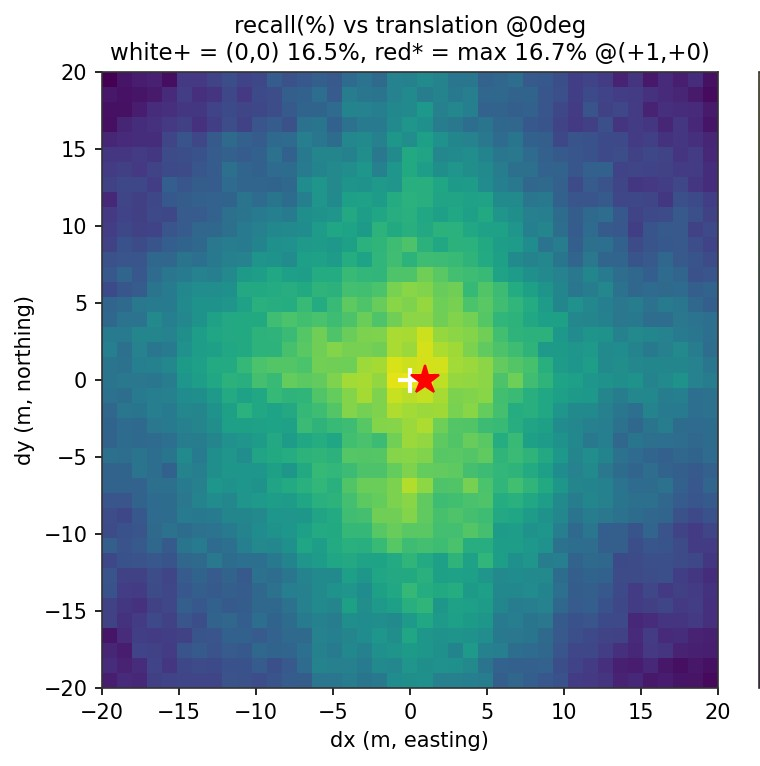 recall(%) vs translation @0deg
white+ = (0,0) 16.5%, red* = max 16.7% @(+1,+0)
20
15
10
5
0
−5
−10
−15
−20
dy (m, northing)
−20 −15 −10 −5 0 5 10 15 20
dx (m, easting)